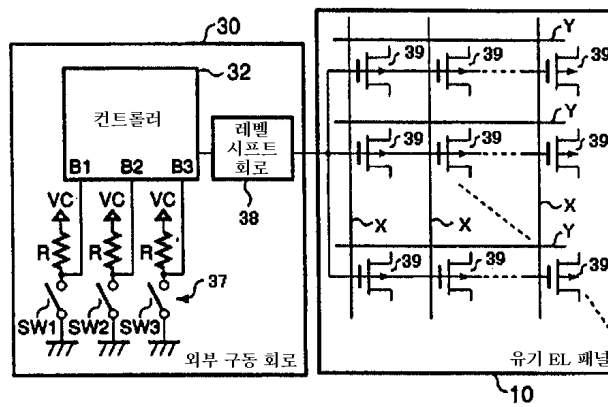 30
32
컨트롤러
B1 B2 B3
레벨
시프트
회로
38
VC VC VC
R R R
37
SW1 SW2 SW3
외부 구동 회로
Y
39 39 39
Y
39 39 39
X X X
Y
39 39 39
유기 EL 패널
10